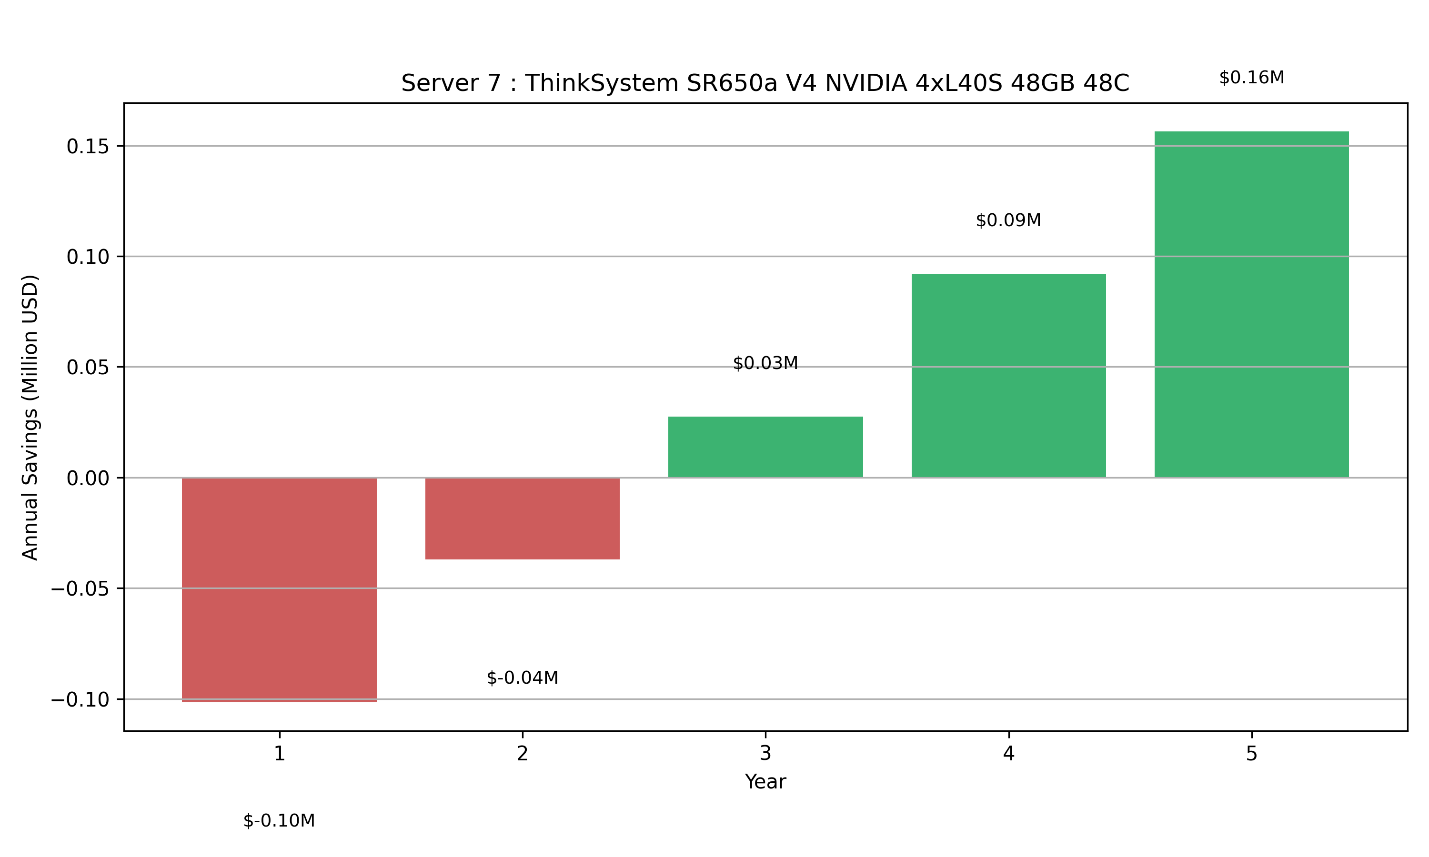 Server 7 : ThinkSystem SR650a V4 NVIDIA 4xL40S 48GB 48C
$0.16M
0.15
$0.09M
0.10
$0.03M
0.05
0.00
−0.05
$-0.04M
−0.10
Annual Savings (Million USD)
1
2
3
4
5
Year
$-0.10M